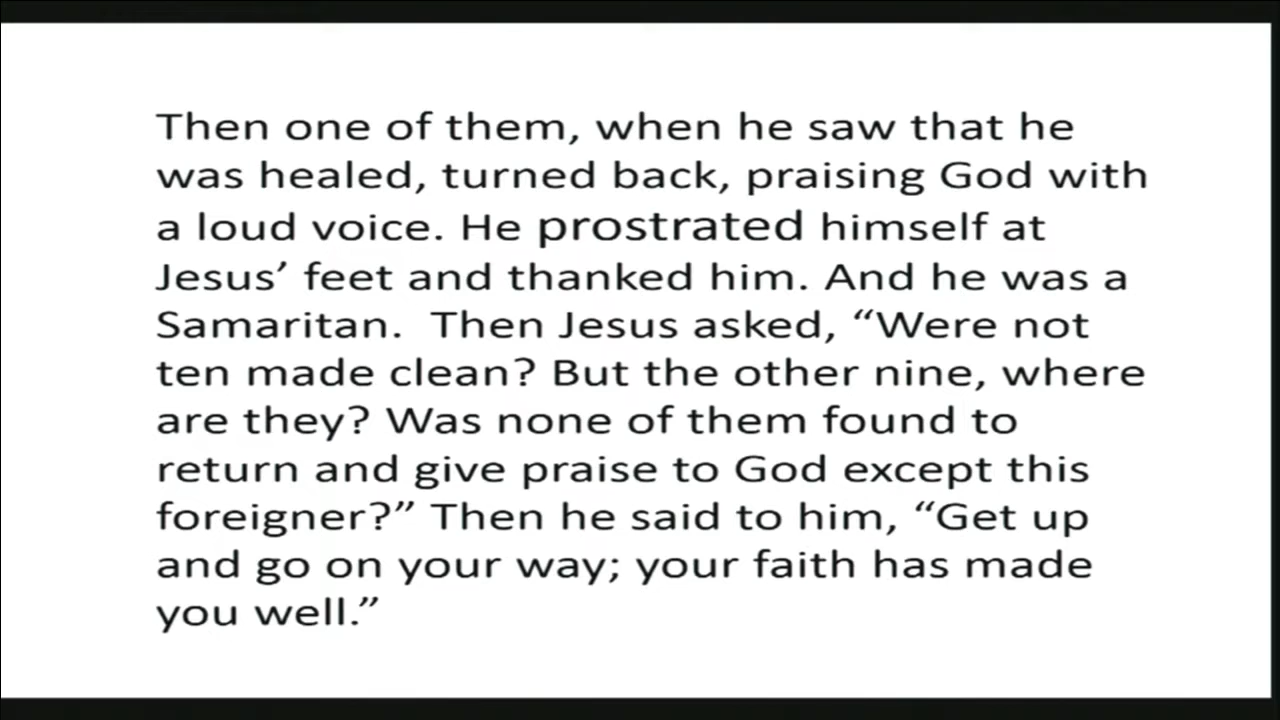 Then one of them, when he saw that he
was healed, turned back, praising God with
a loud voice. He prostrated himself at
Jesus’ feet and thanked him. And he was a
Samaritan.  Then Jesus asked, “Were not
ten made clean? But the other nine, where
are they? Was none of them found to
return and give praise to God except this
foreigner?” Then he said to him, “Get up
and go on your way; your faith has made
you well.”